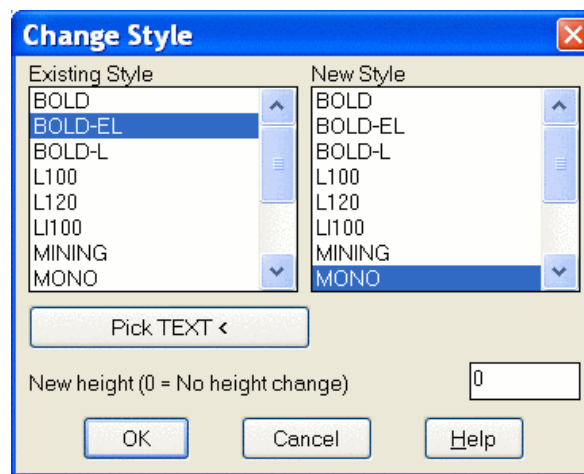 Change Style
Existing Style
BOLD
BOLD-EL
BOLD-L
L100
L120
LI100
MINING
MONO
New Style
BOLD
BOLD-EL
BOLD-L
L100
L120
LI100
MINING
MONO
Pick TEXT <
New height (0 = No height change)
0
OK
Cancel
Help